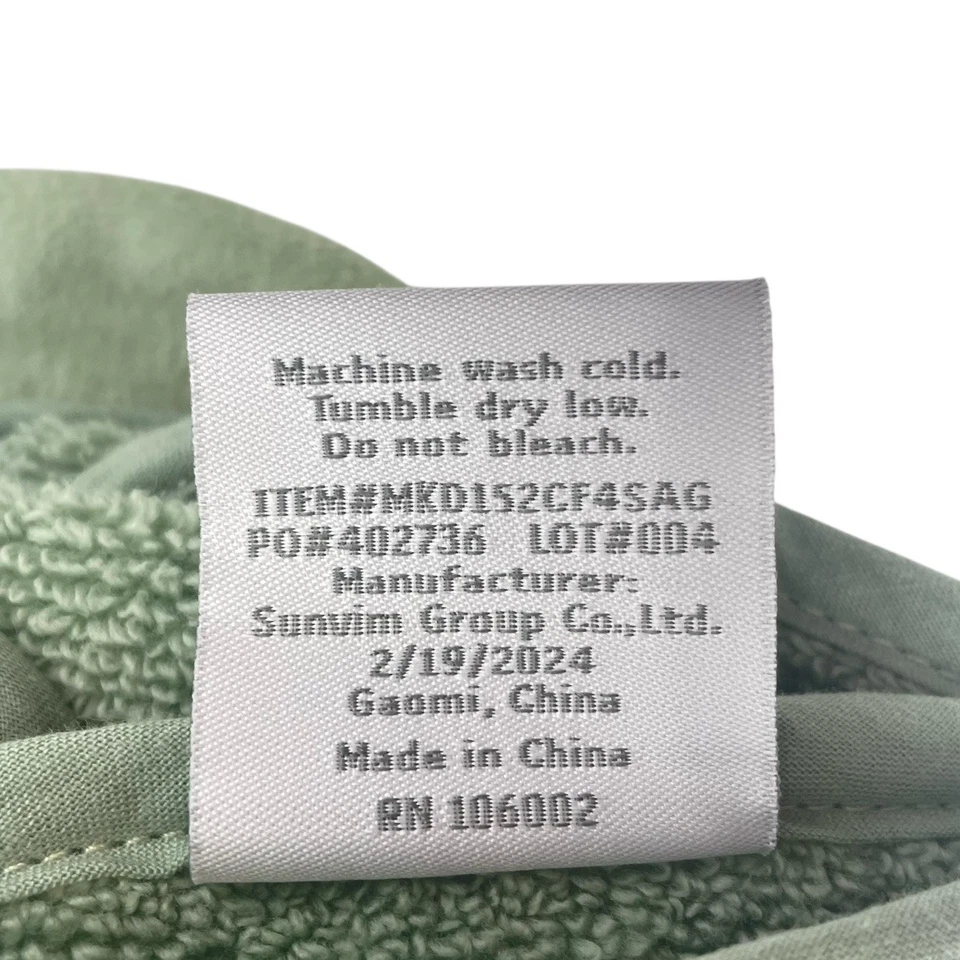 Machine wash cold.
Tumble dry low.
Do not bleach.
ITEM#MKD152CF4SAG
PO#402736 LOT#004
Manufacturer:
Sunvim Group Co.,Ltd.
2/19/2024
Gaomi, China
Made in China
RN 106002